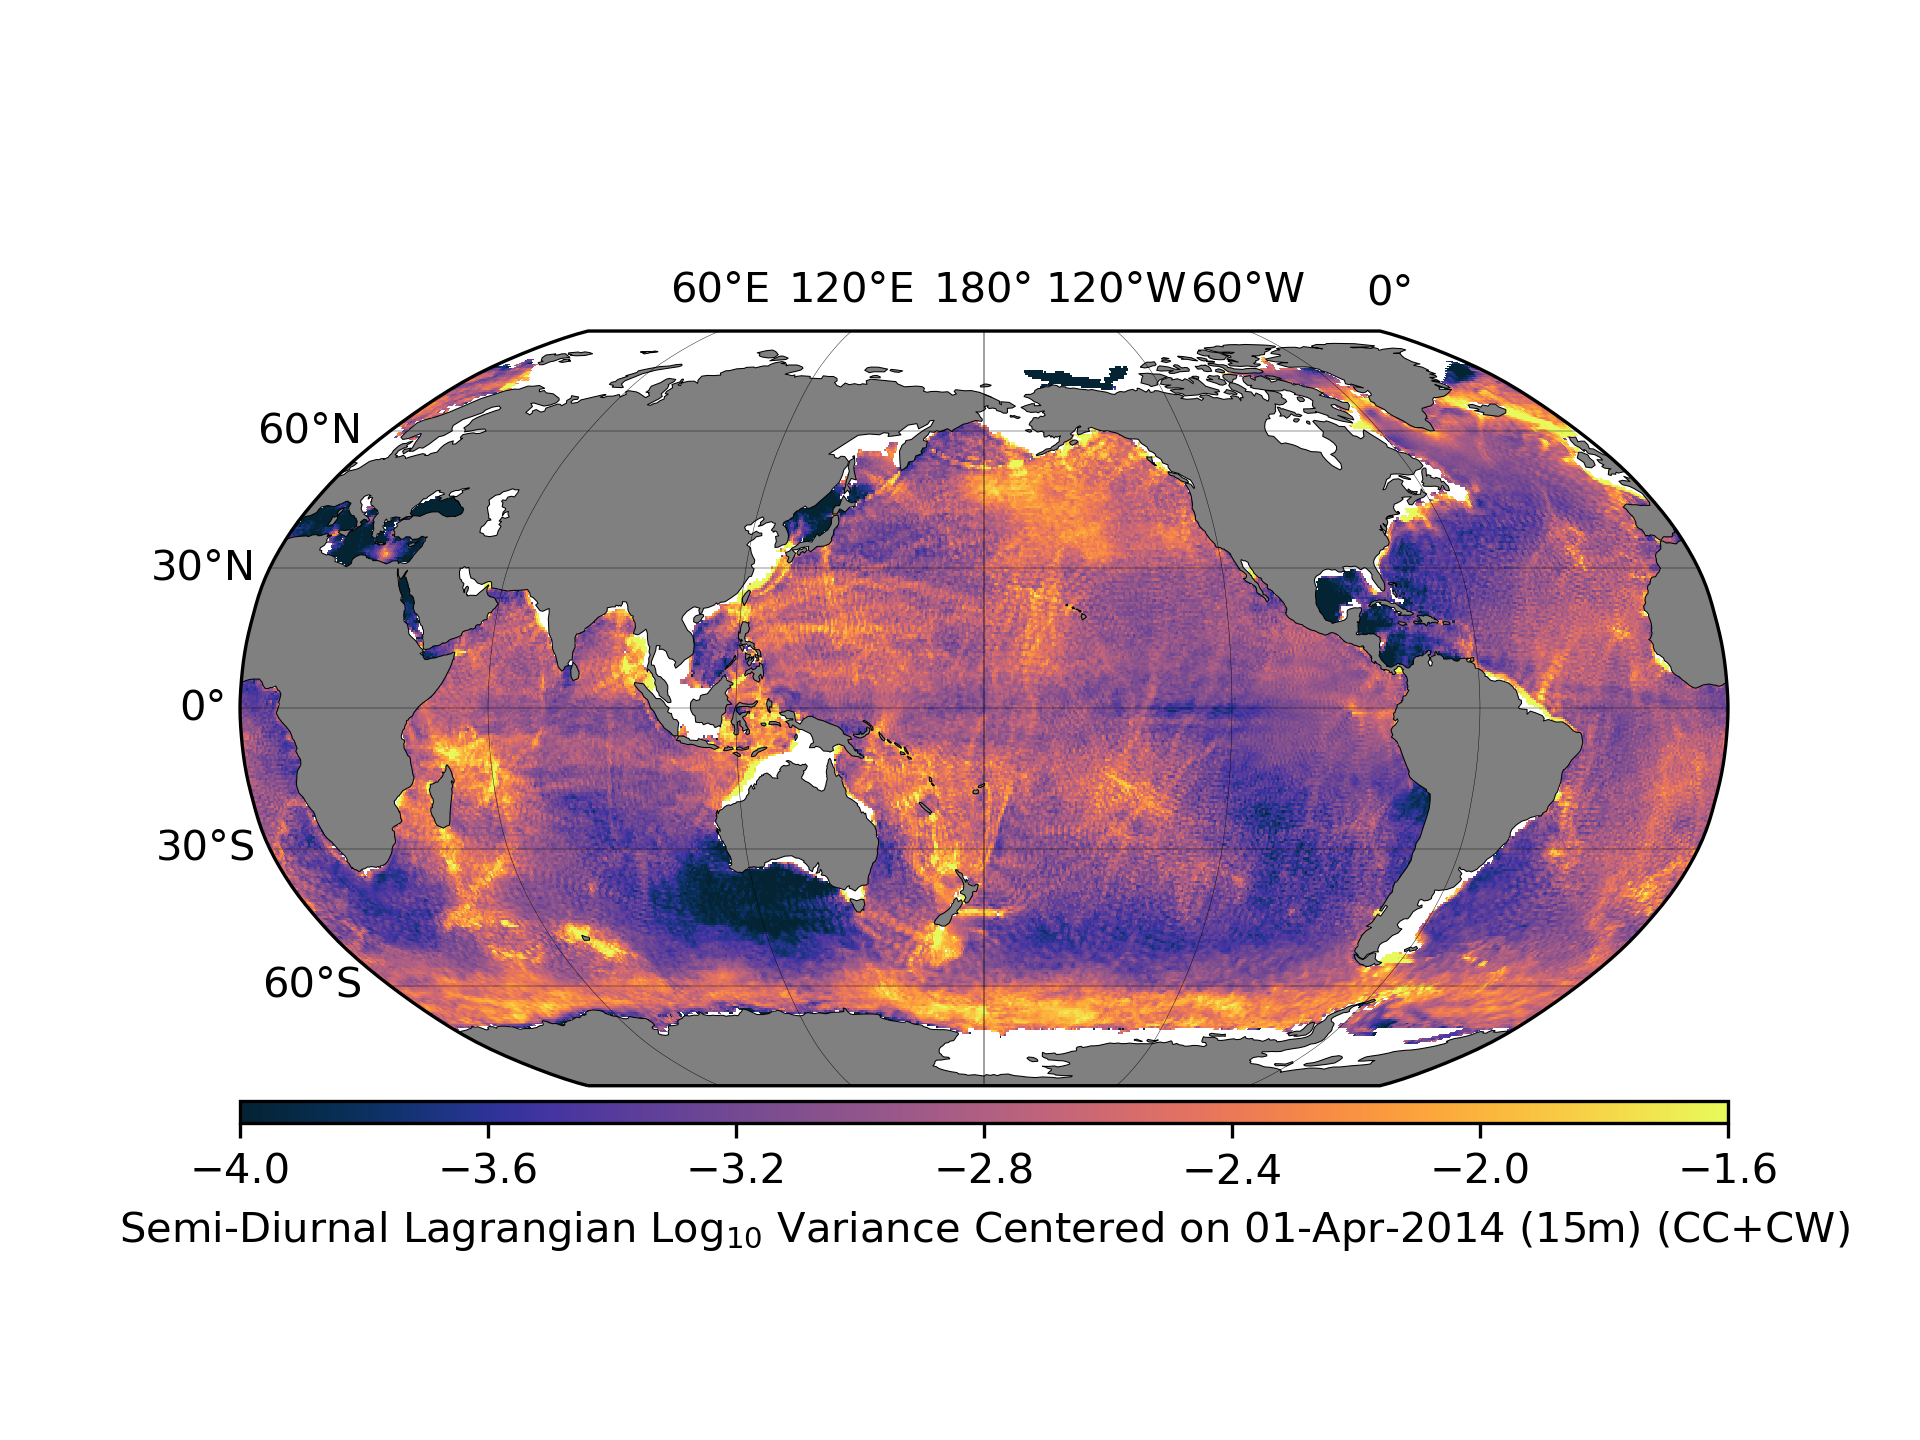 60°E 120°E 180° 120°W 60°W 0°
60°N
30°N
0°
30°S
60°S
−4.0 −3.6 −3.2 −2.8 −2.4 −2.0 −1.6
Semi-Diurnal Lagrangian Log₁₀ Variance Centered on 01-Apr-2014 (15m) (CC+CW)